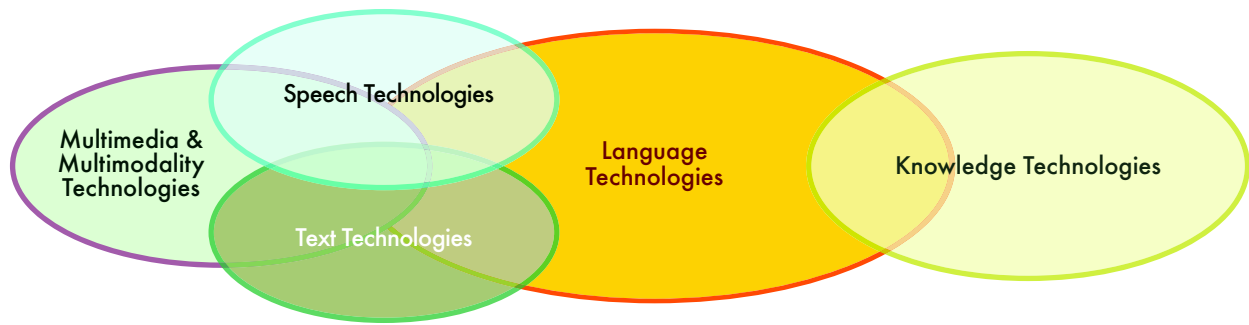 Speech Technologies
Multimedia &
Multimodality
Technologies
Language
Technologies
Knowledge Technologies
Text Technologies